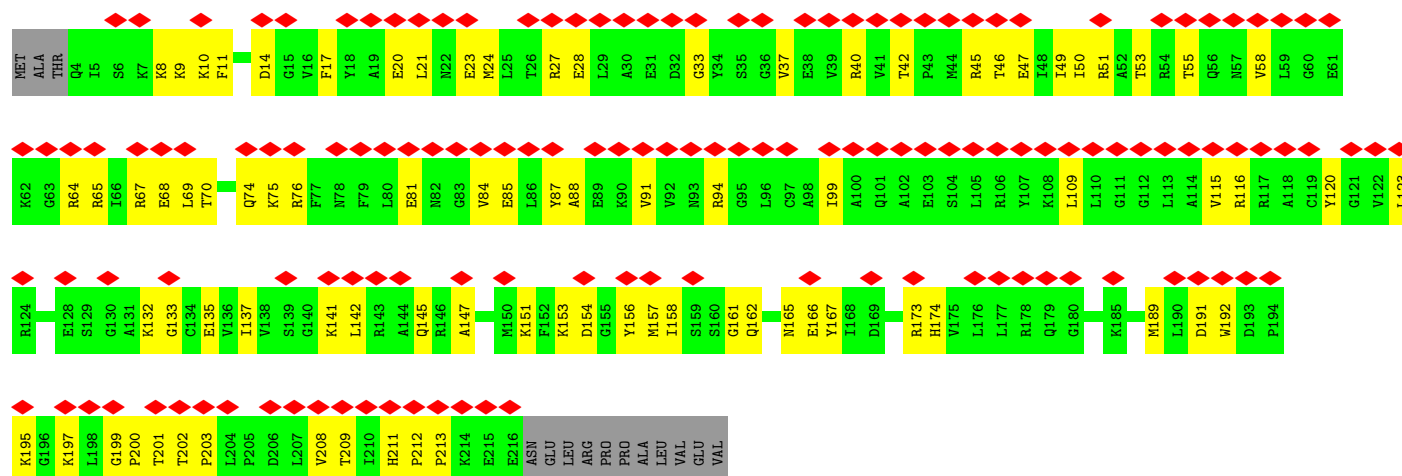 MET ALA THR Q4 I5 S6 K7 K8 K9 K10 F11 D14 G15 V16 F17 Y18 A19 E20 L21 N22 E23 M24 L25 T26 R27 E28 L29 A30 E31 D32 G33 Y34 S35 G36 V37 E38 V39 R40 V41 T42 P43 M44 R45 T46 E47 I48 I49 I50 R51 A52 T53 R54 T55 Q56 N57 V58 L59 G60 E61
K62 G63 R64 R65 I66 R67 E68 L69 T70 Q74 K75 R76 F77 N78 F79 L80 E81 N82 G83 V84 E85 L86 Y87 A88 E89 K90 V91 V92 N93 R94 G95 L96 C97 A98 I99 A100 Q101 A102 E103 S104 L105 R106 Y107 K108 L109 L110 G111 G112 L113 A114 V115 R116 R117 A118 C119 Y120 G121 V122 L123
R124 E128 S129 G130 A131 K132 G133 C134 E135 V136 I137 V138 S139 G140 K141 L142 R143 A144 Q145 R146 A147 M150 K151 F152 K153 D154 G155 Y156 M157 I158 S159 S160 G161 Q162 N165 E166 Y167 I168 D169 R173 H174 V175 L176 L177 R178 Q179 G180 K185 M189 L190 D191 W192 D193 P194
K195 G196 K197 L198 G199 P200 T201 T202 P203 L204 P205 D206 L207 V208 T209 I210 H211 P212 P213 K214 E215 E216 ASN GLU LEU ARG PRO PRO ALA LEU VAL GLU VAL